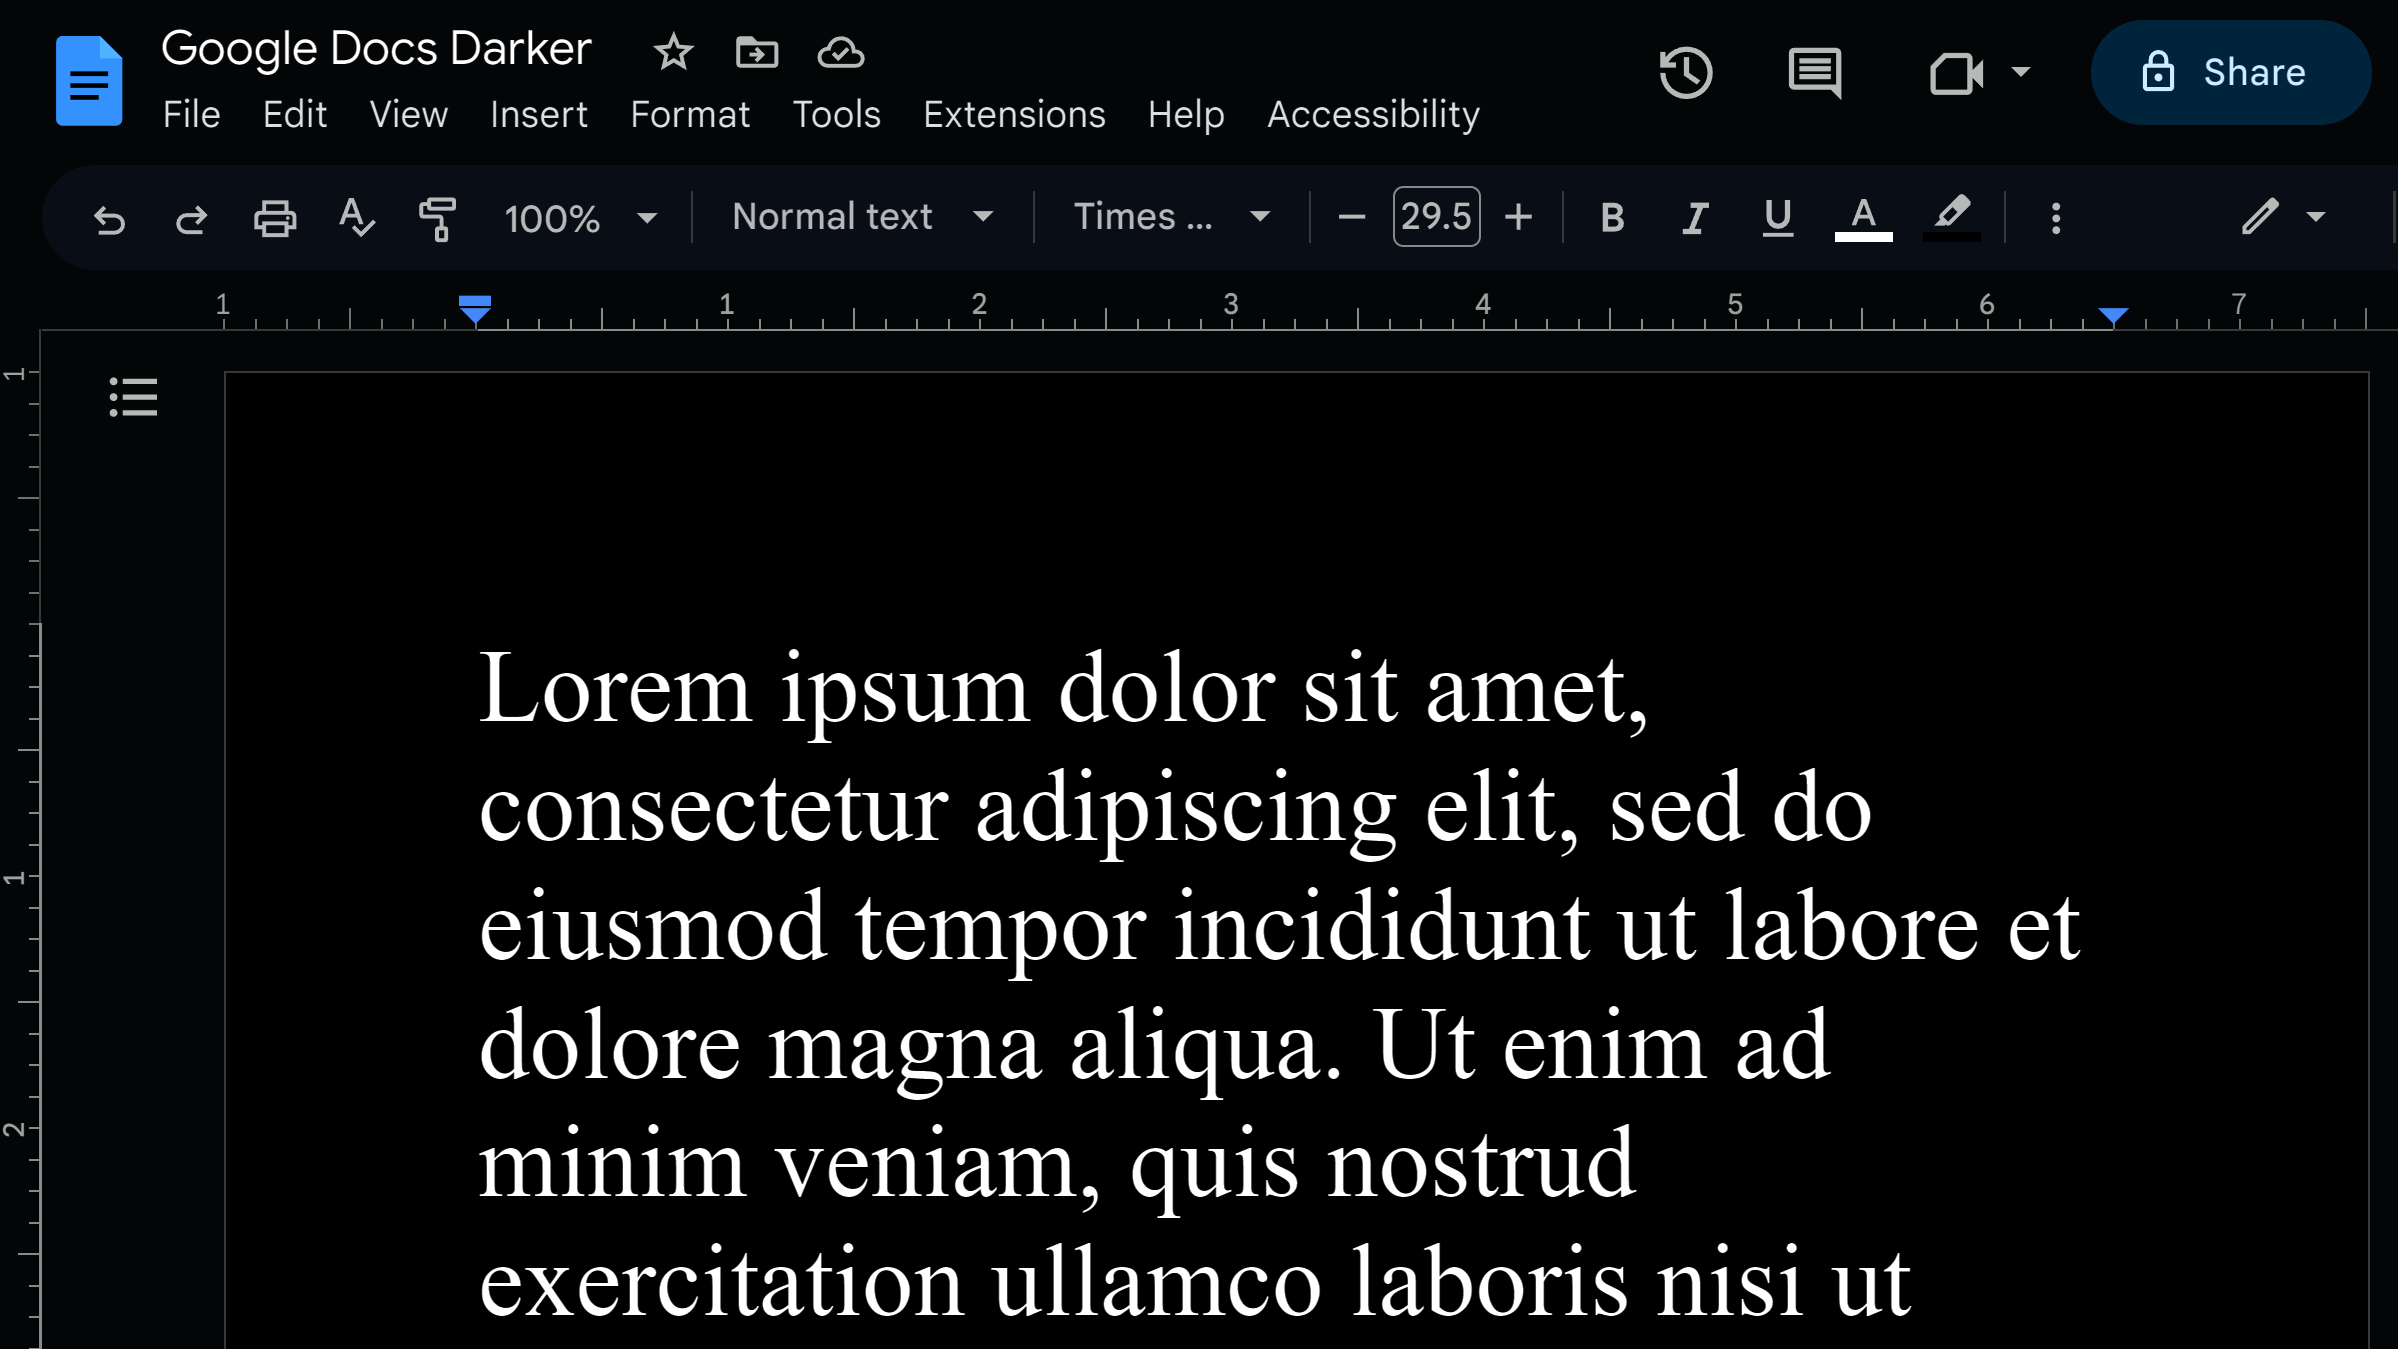 Google Docs Darker
File Edit View Insert Format Tools Extensions Help Accessibility
Share
100% Normal text Times ... 29.5 B I U A
1 1 2 3 4 5 6 7
1
1
2
Lorem ipsum dolor sit amet,
consectetur adipiscing elit, sed do
eiusmod tempor incididunt ut labore et
dolore magna aliqua. Ut enim ad
minim veniam, quis nostrud
exercitation ullamco laboris nisi ut